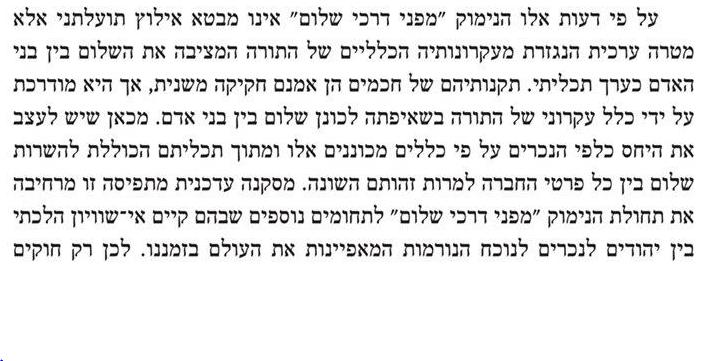 על פי דעות אלו הנימוק "מפני דרכי שלום" אינו מבטא אילוץ תועלתני אלא
מטרה ערכית הנגזרת מעקרונותיה הכלליים של התורה המציבה את השלום בין בני
האדם כערך תכליתי. תקנותיהם של חכמים הן אמנם חקיקה משנית, אך היא מודרכת
על ידי כלל עקרוני של התורה בשאיפתה לכונן שלום בין בני אדם. מכאן שיש לעצב
את היחס כלפי הנכרים על פי כללים מכוננים אלו ומתוך תכליתם הכוללת להשרות
שלום בין כל פרטי החברה למרות זהותם השונה. מסקנה עדכנית מתפיסה זו מרחיבה
את תחולת הנימוק "מפני דרכי שלום" לתחומים נוספים שבהם קיים אי־שוויון הלכתי
בין יהודים לנכרים לנוכח הנורמות המאפיינות את העולם בזמננו. לכן רק חוקים